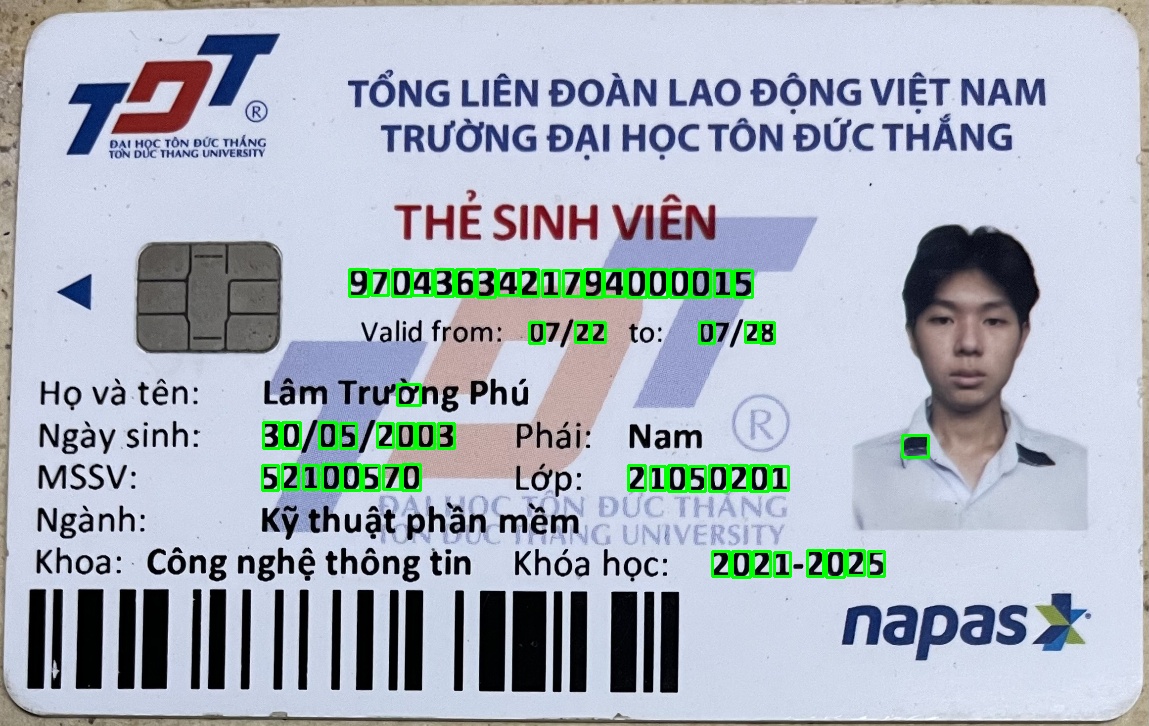 TDT ®
ĐẠI HỌC TÔN ĐỨC THẮNG
TON DUC THANG UNIVERSITY
TỔNG LIÊN ĐOÀN LAO ĐỘNG VIỆT NAM
TRƯỜNG ĐẠI HỌC TÔN ĐỨC THẮNG
THẺ SINH VIÊN
9704363421794000015
Valid from: 07/22 to: 07/28
Họ và tên: Lâm Trường Phú
Ngày sinh: 30/05/2003 Phái: Nam ®
MSSV: 52100570 Lớp: 21050201
ĐẠI HỌC TÔN ĐỨC THẮNG
Ngành: Kỹ thuật phần mềm
TON DUC THANG UNIVERSITY
Khoa: Công nghệ thông tin Khóa học: 2021-2025
napas